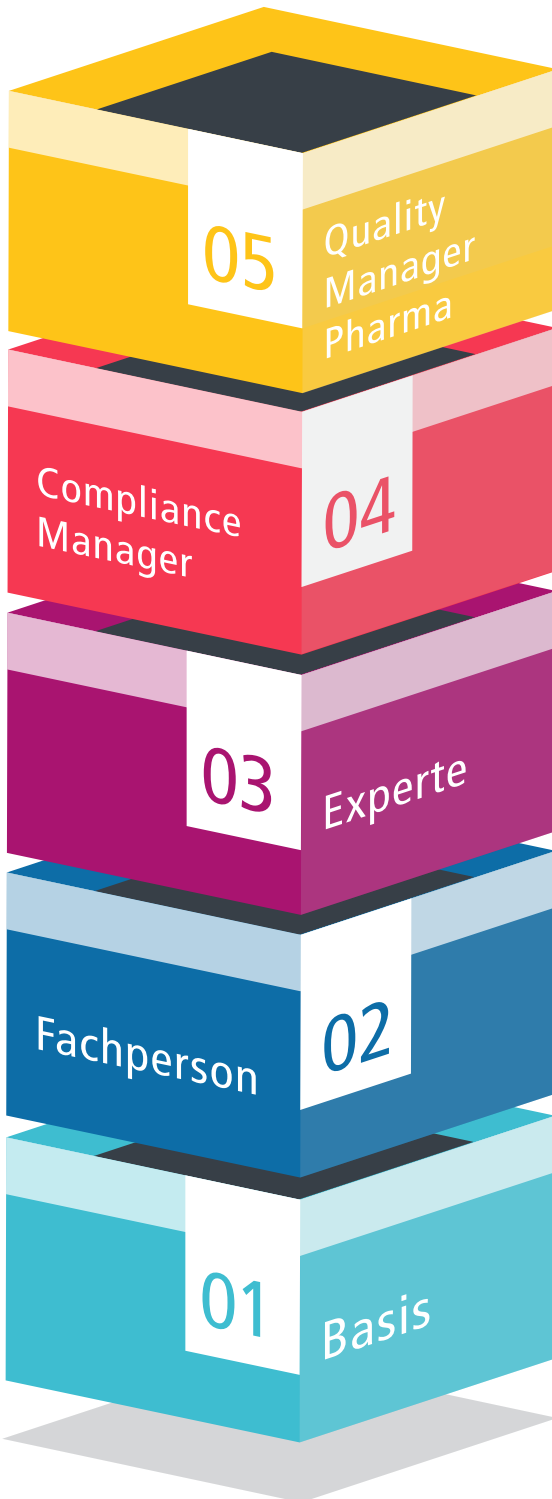 05
Quality
Manager
Pharma
Compliance
Manager
04
03
Experte
Fachperson
02
01
Basis